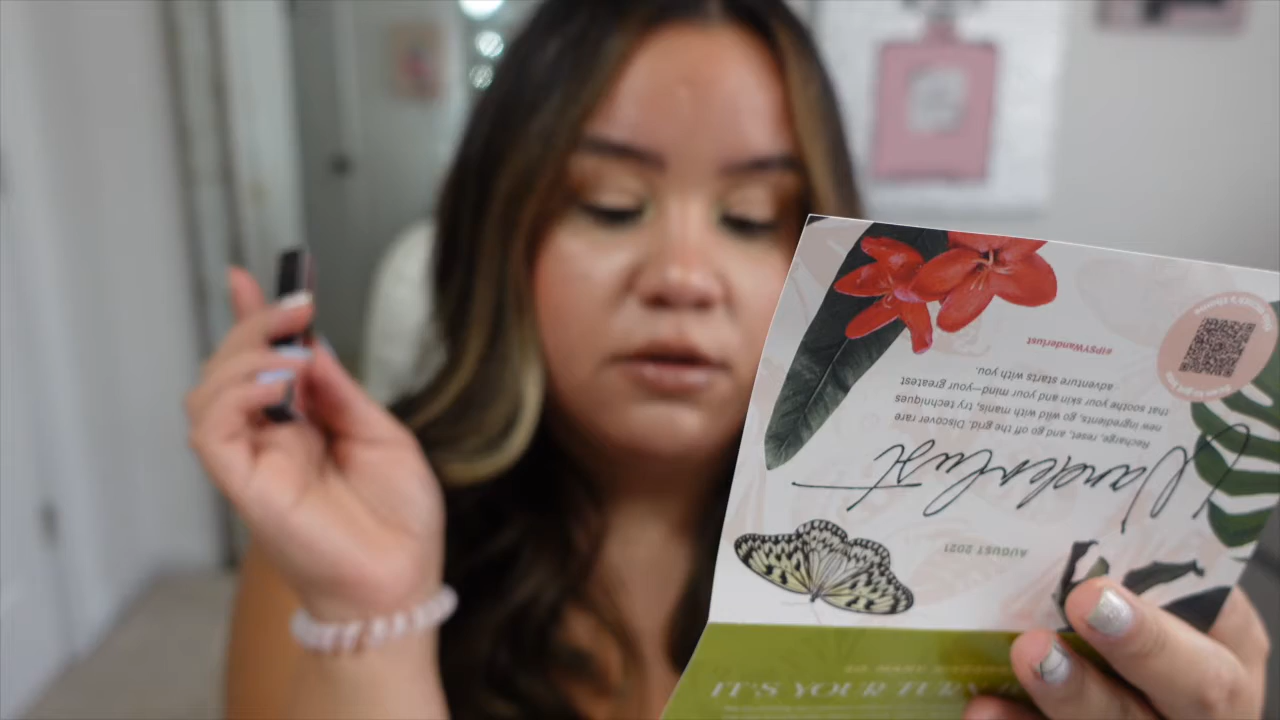 AUGUST 2021
Wanderlust
Recharge, reset, and go off the grid. Discover rare
new ingredients, go wild with manis, try techniques
that soothe your skin and your mind—your greatest
adventure starts with you.
#IPSYWanderlust
IT'S YOUR TURN